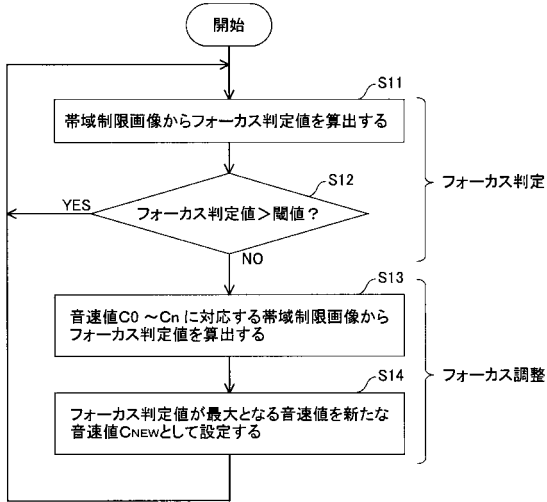 開始
S11
帯域制限画像からフォーカス判定値を算出する
S12
フォーカス判定値>閾値?
YES
NO
フォーカス判定
S13
音速値C0 ~Cn に対応する帯域制限画像から
フォーカス判定値を算出する
S14
フォーカス判定値が最大となる音速値を新たな
音速値CNEWとして設定する
フォーカス調整